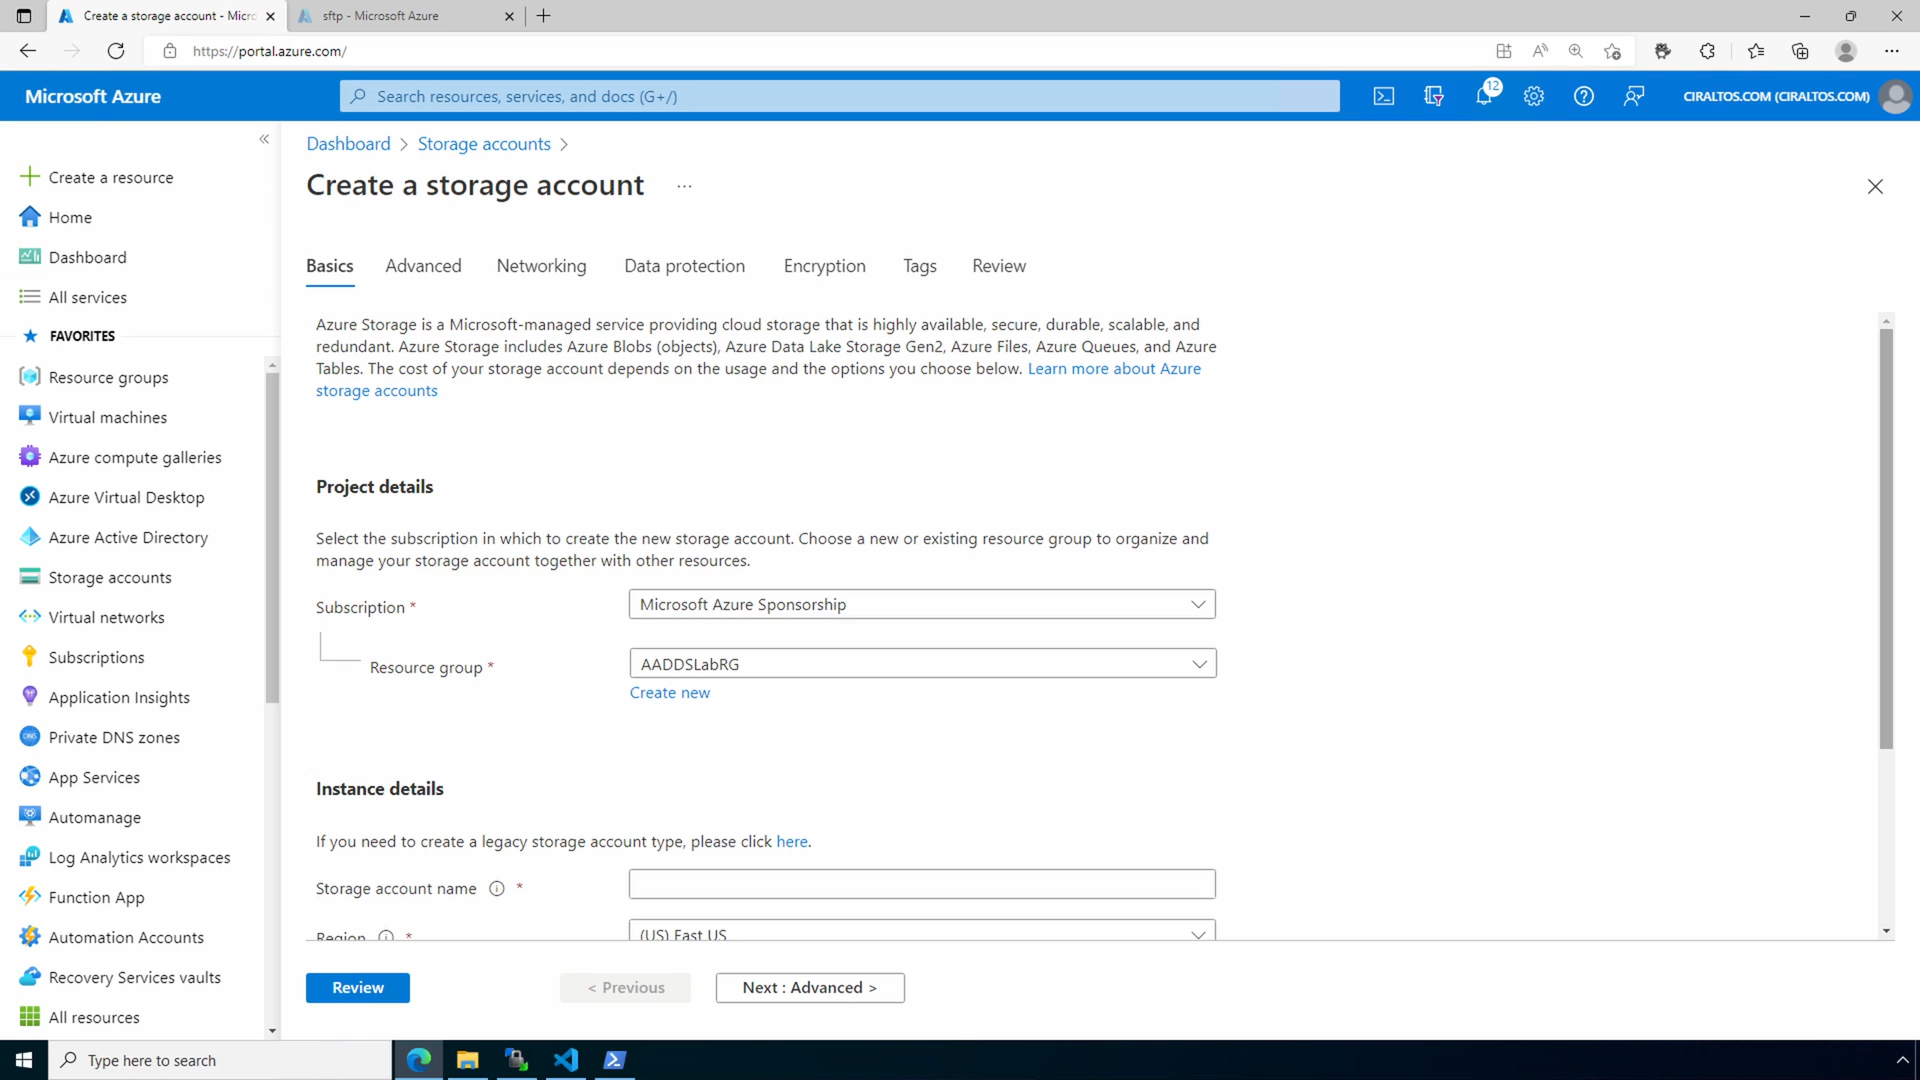 Create a storage account - Micro
sftp - Microsoft Azure
https://portal.azure.com/
Microsoft Azure
Search resources, services, and docs (G+/)
12
CIRALTOS.COM (CIRALTOS.COM)
Create a resource
Home
Dashboard
All services
FAVORITES
Resource groups
Virtual machines
Azure compute galleries
Azure Virtual Desktop
Azure Active Directory
Storage accounts
Virtual networks
Subscriptions
Application Insights
Private DNS zones
App Services
Automanage
Log Analytics workspaces
Function App
Automation Accounts
Recovery Services vaults
All resources
Dashboard > Storage accounts >
Create a storage account ...
Basics Advanced Networking Data protection Encryption Tags Review
Azure Storage is a Microsoft-managed service providing cloud storage that is highly available, secure, durable, scalable, and
redundant. Azure Storage includes Azure Blobs (objects), Azure Data Lake Storage Gen2, Azure Files, Azure Queues, and Azure
Tables. The cost of your storage account depends on the usage and the options you choose below. Learn more about Azure
storage accounts
Project details
Select the subscription in which to create the new storage account. Choose a new or existing resource group to organize and
manage your storage account together with other resources.
Subscription *
Microsoft Azure Sponsorship
Resource group *
AADDSLabRG
Create new
Instance details
If you need to create a legacy storage account type, please click here.
Storage account name *
Region *
(US) East US
Review
< Previous
Next : Advanced >
Type here to search